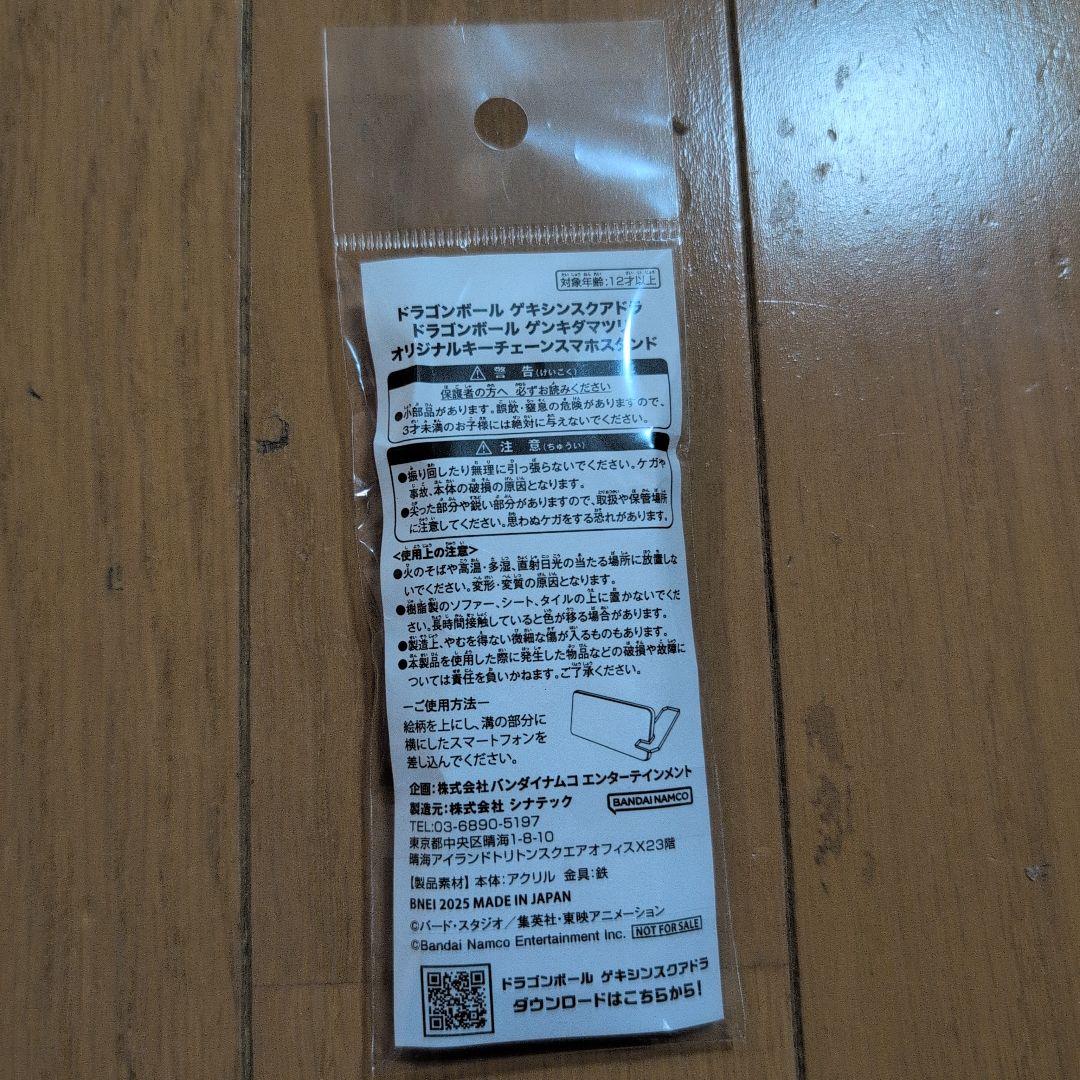 対象年齢:12才以上
ドラゴンボール ゲキシンスクアドラ
ドラゴンボール ゲンキダマツリ
オリジナルキーチェーンスマホスタンド
⚠ 警 告(けいこく)
保護者の方へ 必ずお読みください
●小部品があります。誤飲・窒息の危険がありますので、
3才未満のお子様には絶対に与えないでください。
⚠ 注 意(ちゅうい)
●振り回したり無理に引っ張らないでください。ケガや
事故、本体の破損の原因となります。
●尖った部分や鋭い部分がありますので、取扱や保管場所
に注意してください。思わぬケガをする恐れがあります。
<使用上の注意>
●火のそばや高温・多湿、直射日光の当たる場所に放置しな
いでください。変形・変質の原因となります。
●樹脂製のソファー、シート、タイルの上に置かないでくだ
さい。長時間接触していると色が移る場合があります。
●製造上、やむを得ない微細な傷が入るものもあります。
●本製品を使用した際に発生した物品などの破損や故障に
ついては責任を負いかねます。ご了承ください。
ーご使用方法ー
絵柄を上にし、溝の部分に
横にしたスマートフォンを
差し込んでください。
企画:株式会社バンダイナムコ エンターテインメント
製造元:株式会社 シナテック
BANDAI NAMCO
TEL:03-6890-5197
東京都中央区晴海1-8-10
晴海アイランドトリトンスクエアオフィスX23階
【製品素材】本体:アクリル 金具:鉄
BNEI 2025 MADE IN JAPAN
©バード・スタジオ/集英社・東映アニメーション
©Bandai Namco Entertainment Inc. NOT FOR SALE
ドラゴンボール ゲキシンスクアドラ
ダウンロードはこちらから!